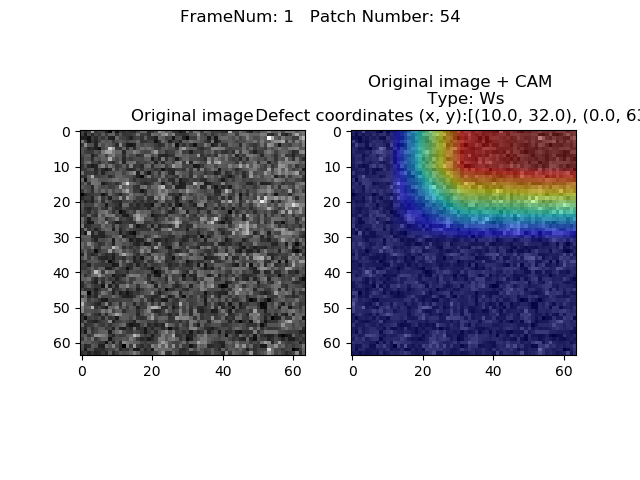 FrameNum: 1   Patch Number: 54
Original image
0
10
20
30
40
50
60
0 20 40 60
Original image + CAM
Type: Ws
Defect coordinates (x, y):[(10.0, 32.0), (0.0, 63
0
10
20
30
40
50
60
0 20 40 60